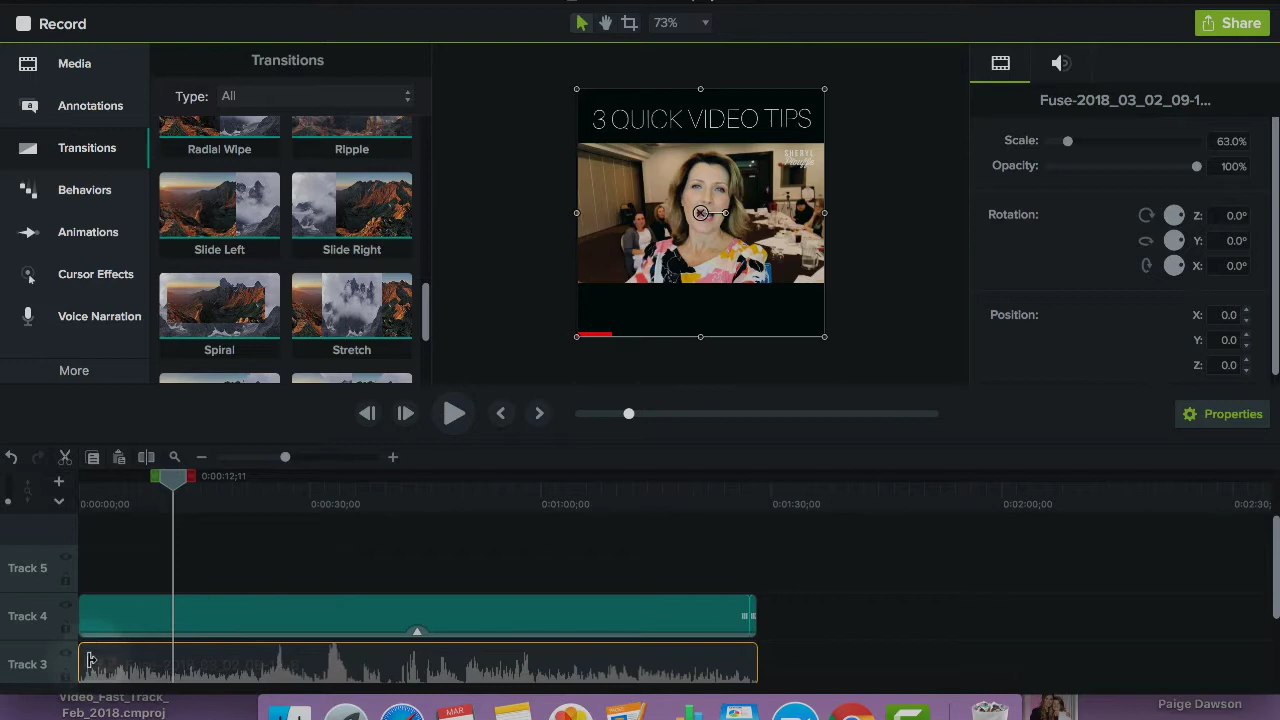 Record
73%
Share
Media
Annotations
Transitions
Behaviors
Animations
Cursor Effects
Voice Narration
More
Transitions
Type: All
Radial Wipe
Ripple
Slide Left
Slide Right
Spiral
Stretch
3 QUICK VIDEO TIPS
SHERYL
Plouffe
Fuse-2018_03_02_09-1...
Scale: 63.0%
Opacity: 100%
Rotation: Z: 0.0°
Y: 0.0°
X: 0.0°
Position: X: 0.0
Y: 0.0
Z: 0.0
Properties
0:00:12;11
0:00:00;00
0:00:30;00
0:01:00;00
0:01:30;00
0:02:00;00
0:02:30;
Track 5
Track 4
Track 3
Video_Fast_Track_
Feb_2018.cmproj
MAR
Paige Dawson